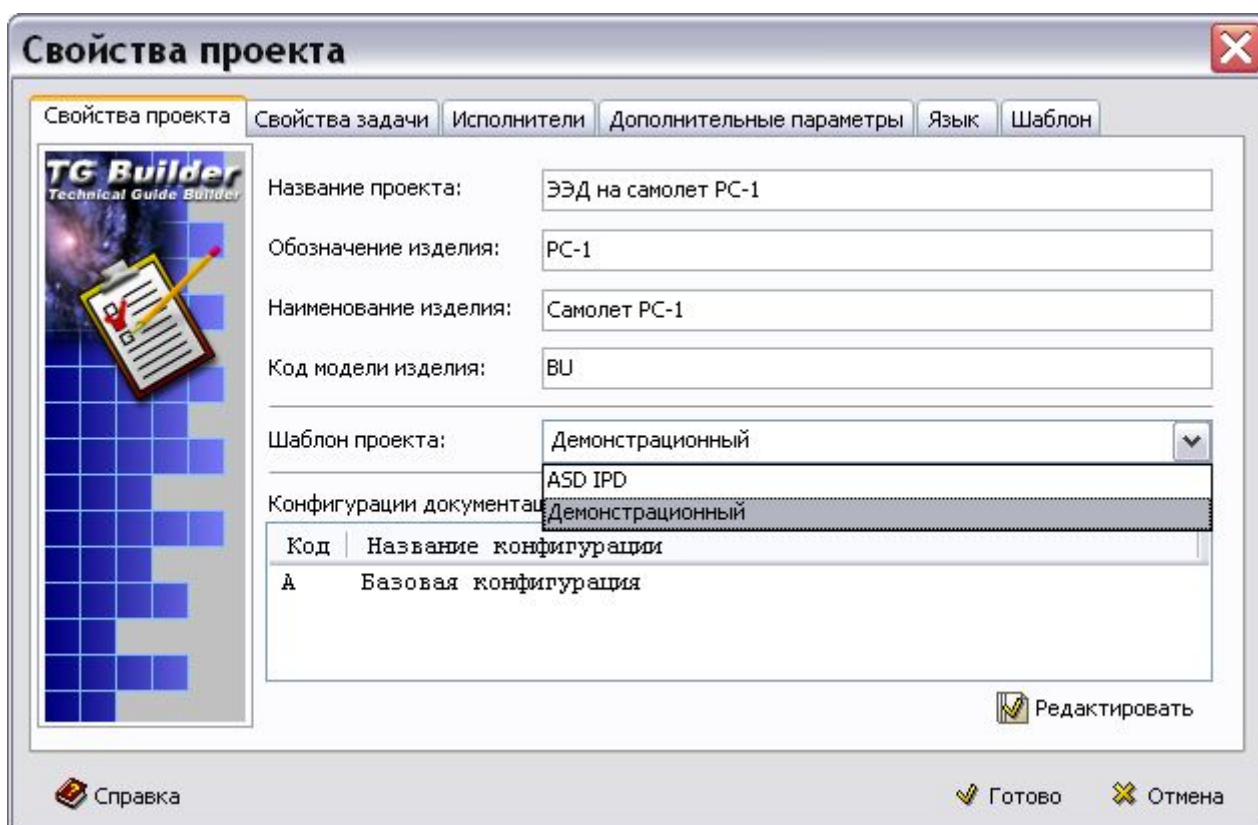 Свойства проекта
Свойства проекта Свойства задачи Исполнители Дополнительные параметры Язык Шаблон
TG Builder
Technical Guide Builder
Название проекта: ЭЭД на самолет РС-1
Обозначение изделия: РС-1
Наименование изделия: Самолет РС-1
Код модели изделия: BU
Шаблон проекта: Демонстрационный
ASD IPD
Демонстрационный
Конфигурации документац
Код Название конфигурации
А Базовая конфигурация
Редактировать
Справка Готово Отмена